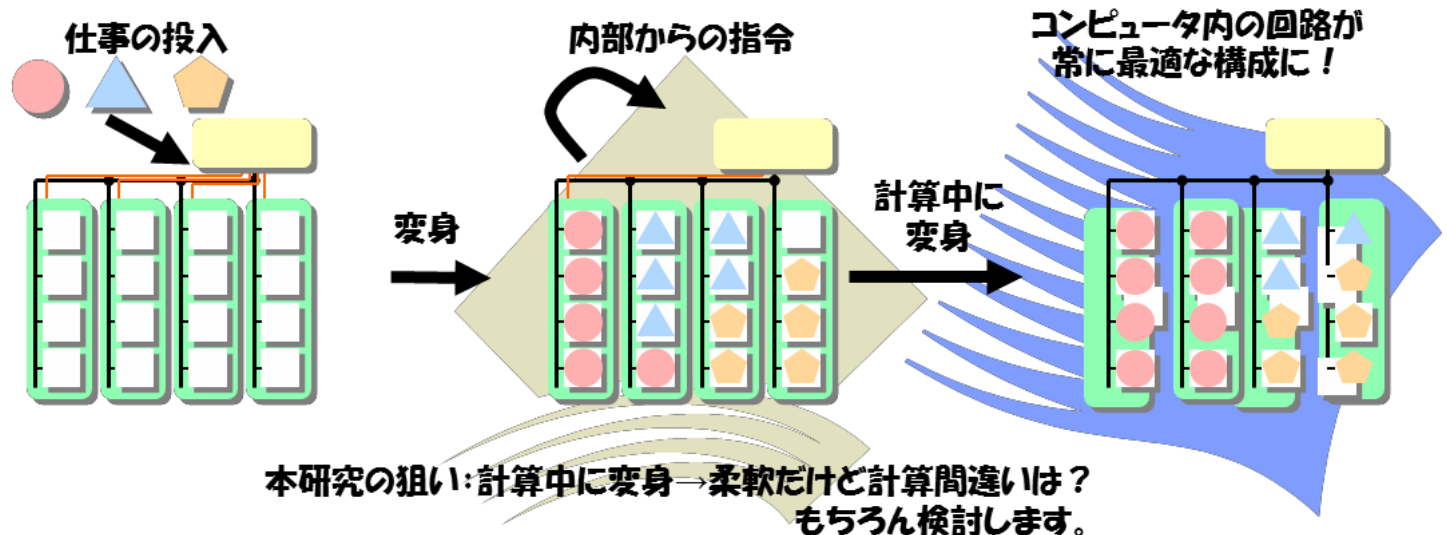 仕事の投入
内部からの指令
コンピュータ内の回路が
常に最適な構成に！
変身
計算中に
変身
本研究の狙い：計算中に変身→柔軟だけど計算間違いは？
もちろん検討します。